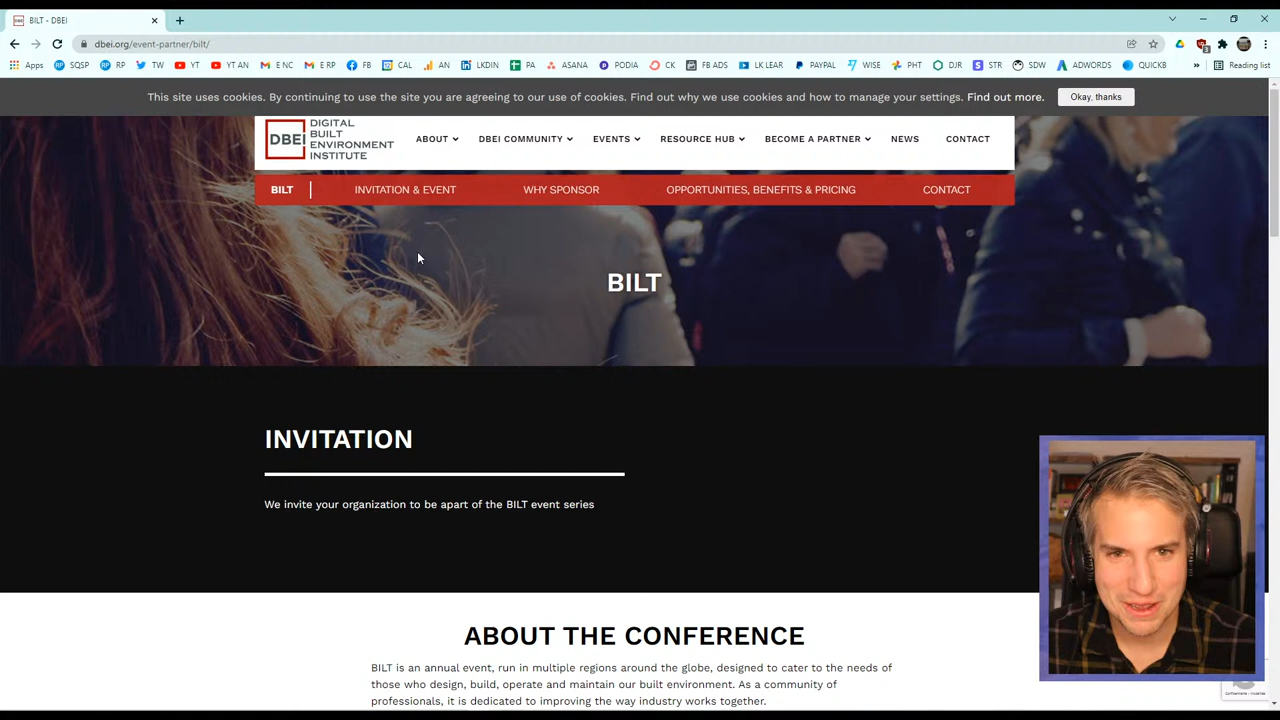 BILT - DBEI
dbei.org/event-partner/bilt/
Apps SQSP RP TW YT YT AN E NC E RP FB CAL AN LKDIN PA ASANA PODIA CK FB ADS LK LEAR PAYPAL WISE PHT DJR STR SDW ADWORDS QUICKB » Reading list
This site uses cookies. By continuing to use the site you are agreeing to our use of cookies. Find out why we use cookies and how to manage your settings. Find out more. Okay, thanks
DBEI DIGITAL
BUILT
ENVIRONMENT
INSTITUTE
ABOUT DBEI COMMUNITY EVENTS RESOURCE HUB BECOME A PARTNER NEWS CONTACT
BILT INVITATION & EVENT WHY SPONSOR OPPORTUNITIES, BENEFITS & PRICING CONTACT
BILT
INVITATION
We invite your organization to be apart of the BILT event series
ABOUT THE CONFERENCE
BILT is an annual event, run in multiple regions around the globe, designed to cater to the needs of
those who design, build, operate and maintain our built environment. As a community of
professionals, it is dedicated to improving the way industry works together.